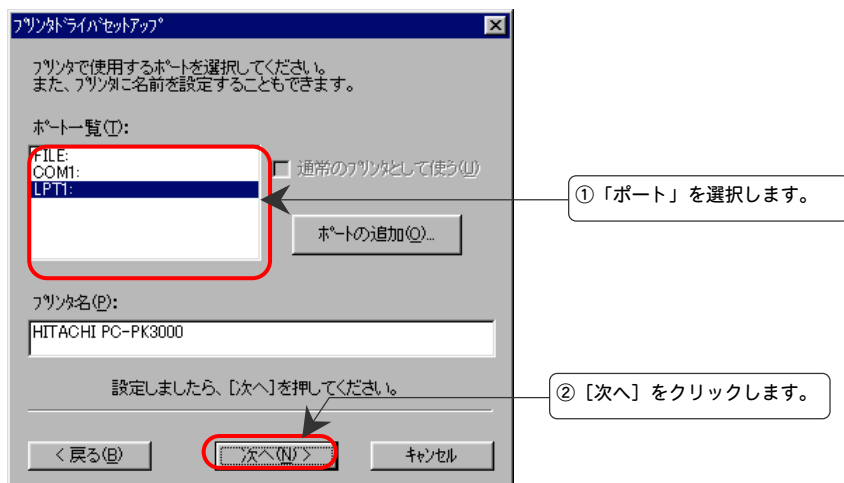 プリンタドライバセットアップ
プリンタで使用するポートを選択してください。
また、プリンタに名前を設定することもできます。
ポート一覧(T):
FILE:
COM1:
LPT1:
通常のプリンタとして使う(U)
①「ポート」を選択します。
ポートの追加(O)...
プリンタ名(P):
HITACHI PC-PK3000
設定しましたら、[次へ]を押してください。
②［次へ］をクリックします。
< 戻る(B)
次へ(N) >
キャンセル